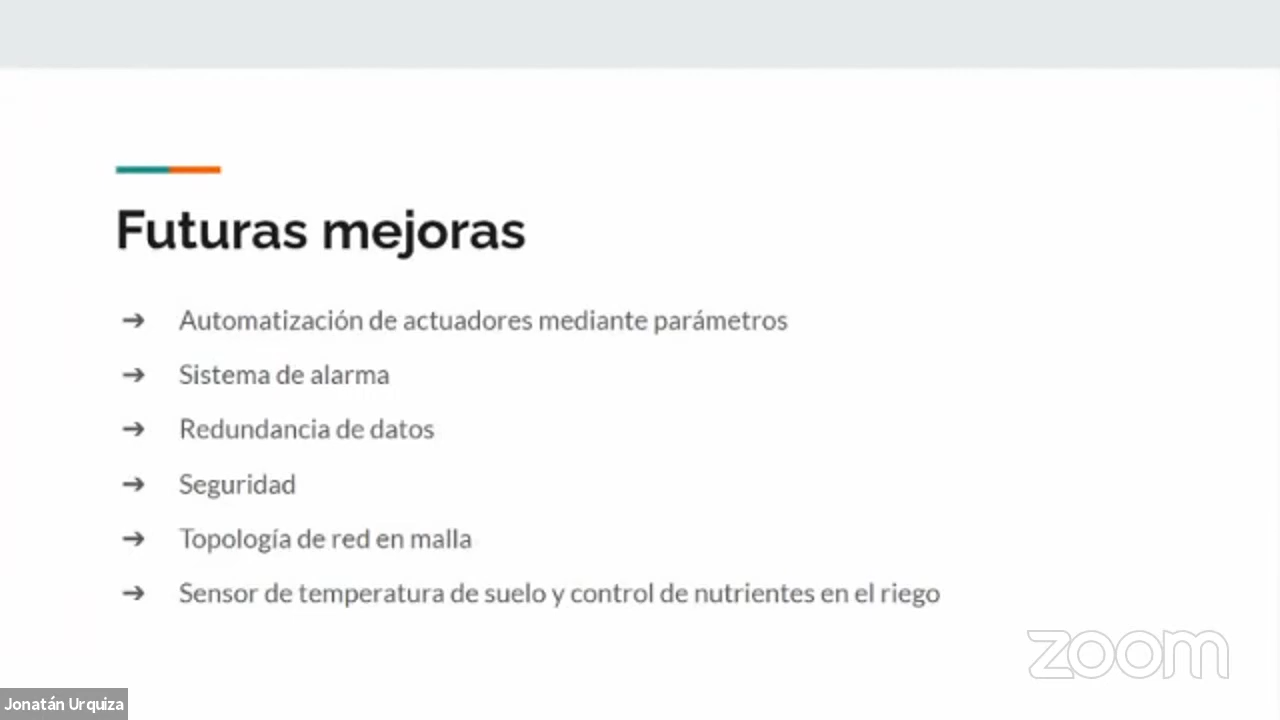 Futuras mejoras
➔ Automatización de actuadores mediante parámetros
➔ Sistema de alarma
➔ Redundancia de datos
➔ Seguridad
➔ Topología de red en malla
➔ Sensor de temperatura de suelo y control de nutrientes en el riego
zoom
Jonatán Urquiza